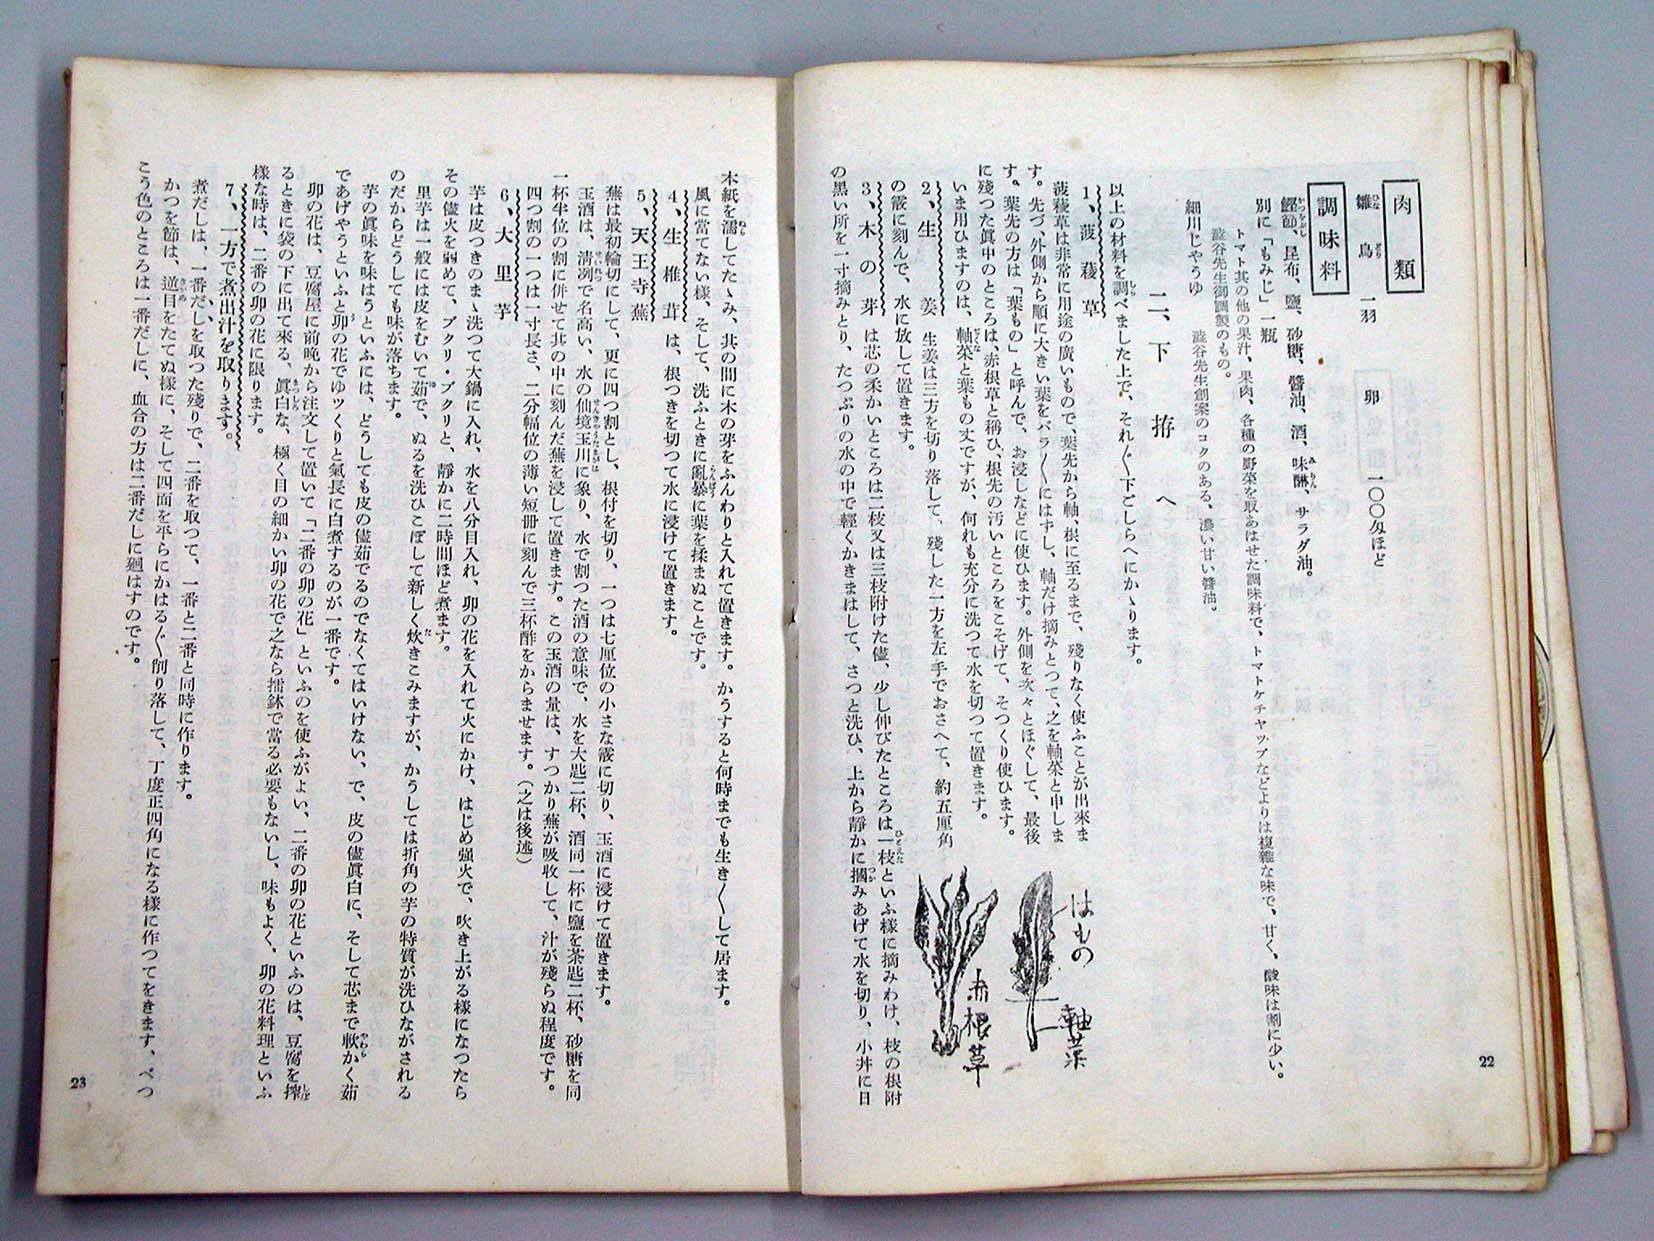 肉類
雛鳥 一羽 卵 一〇〇匁ほど
調味料
鰹節、昆布、鹽、砂糖、醬油、酒、味醂、サラダ油。
別に「もみじ」一瓶
トマト其の他の果汁、果肉、各種の野菜を取あはせた調味料で、トマトケチヤツプなどよりは複雜な味で、甘く、酸味は割に少い。
澁谷先生御調製のもの。
細川じやうゆ 澁谷先生創案のコクのある、濃い甘い醬油。
二、下拵へ
以上の材料を調べました上で、それ〴〵下ごしらへにかゝります。
1、菠薐草
菠薐草は非常に用途の廣いもので、葉先から軸、根に至るまで、殘りなく使ふことが出來ま
す。先づ、外側から順に大きい葉をバラ〳〵にはずし、軸だけ摘みとつて、之を軸菜と申しま
す。葉先の方は「葉もの」と呼んで、お浸しなどに使ひます。外側を次々とほぐして、最後
に殘つた眞中のところは、赤根草と稱ひ、根先の汚いところをこそげて、そつくり使ひます。
いま用ひますのは、軸菜と葉もの丈ですが、何れも充分に洗つて水を切つて置きます。
2、生姜 生姜は三方を切り落して、殘した一方を左手でおさへて、約五厘角
の霰に刻んで、水に放して置きます。
3、木の芽 は芯の柔かいところは二枝叉は三枝附けた儘、少し伸びたところは一枝といふ樣に摘みわけ、枝の根附
の黑い所を一寸摘みとり、たつぷりの水の中で輕くかきまはして、さつと洗ひ、上から靜かに摑みあげて水を切り、小丼に日
はもの
軸菜
赤根草
22
本紙を濡してたゝみ、其の間に木の芽をふんわりと入れて置きます。かうすると何時までも生き〳〵して居ます。
風に當てない樣、そして、洗ふときに亂暴に葉を揉まぬことです。
4、生椎茸 は、根つきを切つて水に浸けて置きます。
5、天王寺蕪
蕪は最初輪切にして、更に四つ割とし、根付を切り、一つは七厘位の小さな霰に切り、玉酒に浸けて置きます。
玉酒は、淸冽で名高い、水の仙境玉川に象り、水で割つた酒の意味で、水を大匙二杯、酒同一杯に鹽を茶匙二杯、砂糖を同
一杯半位の割に併せて其の中に刻んだ蕪を浸して置きます。この玉酒の量は、すつかり蕪が吸收して、汁が殘らぬ程度です。
四つ割の一つは一寸長さ、二分幅位の薄い短册に刻んで三杯酢をからませます。(之は後述)
6、大里芋
芋は皮つきのまゝ洗つて大鍋に入れ、水を八分目入れ、卯の花を入れて火にかけ、はじめ强火で、吹き上がる樣になつたら
その儘火を弱めて、ブクリ・ブクリと、靜かに二時間ほど煮ます。
里芋は一般には皮をむいて茹で、ぬるを洗ひこぼして新しく炊きこみますが、かうしては折角の芋の特質が洗ひながされる
のだからどうしても味が落ちます。
芋の眞味を味はうといふには、どうしても皮の儘茹でるのでなくてはいけない、で、皮の儘眞白に、そして芯まで軟かく茹
であげやうといふと卯の花でゆツくりと氣長に白煮するのが一番です。
卯の花は、豆腐屋に前晚から注文して置いて「二番の卯の花」といふのを使ふがよい、二番の卯の花といふのは、豆腐を搾
るときに袋の下に出て來る、眞白な、極く目の細かい卯の花で之なら擂鉢で當る必要もないし、味もよく、卯の花料理といふ
樣な時は、二番の卯の花に限ります。
7、一方で煮出汁を取ります。
煮だしは、一番だしを取つた殘りで、二番を取つて、一番と二番と同時に作ります。
かつを節は、逆目をたてぬ樣に、そして四面を平らにかはる〴〵削り落して、丁度正四角になる樣に作つてをきます、べつ
こう色のところは一番だしに、血合の方は二番だしに廻はすのです。
23